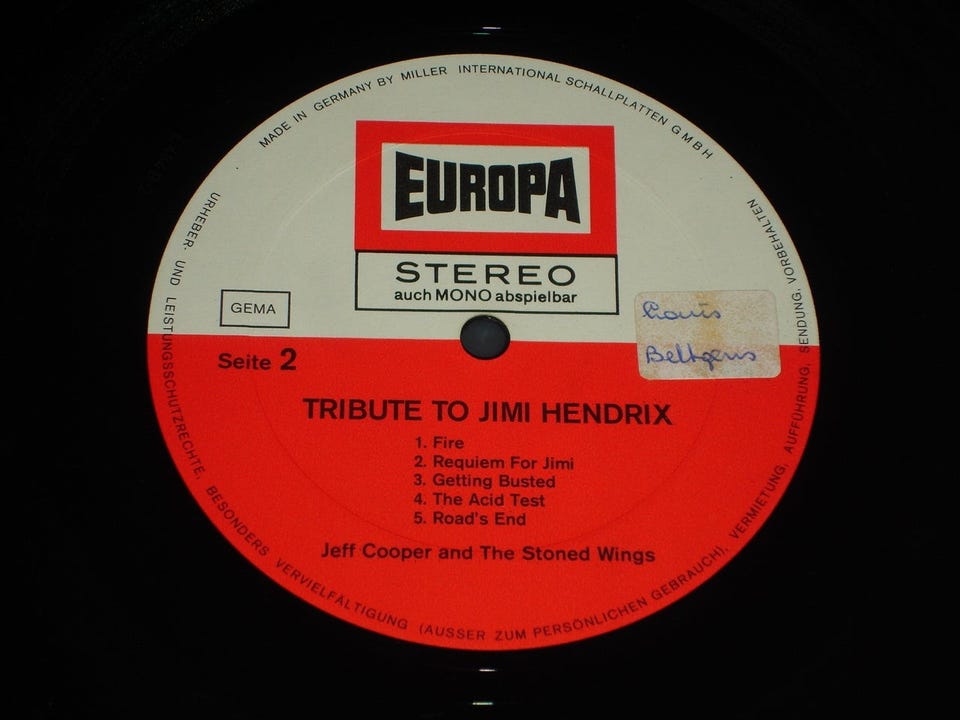 MADE IN GERMANY BY MILLER INTERNATIONAL SCHALLPLATTEN GMBH
EUROPA
STEREO
auch MONO abspielbar
GEMA
Seite 2
TRIBUTE TO JIMI HENDRIX
1. Fire
2. Requiem For Jimi
3. Getting Busted
4. The Acid Test
5. Road's End
Jeff Cooper and The Stoned Wings
URHEBER- UND LEISTUNGSSCHUTZRECHTE, BESONDERS VERVIELFÄLTIGUNG (AUSSER ZUM PERSÖNLICHEN GEBRAUCH), VERMIETUNG, AUFFÜHRUNG, SENDUNG, VORBEHALTEN